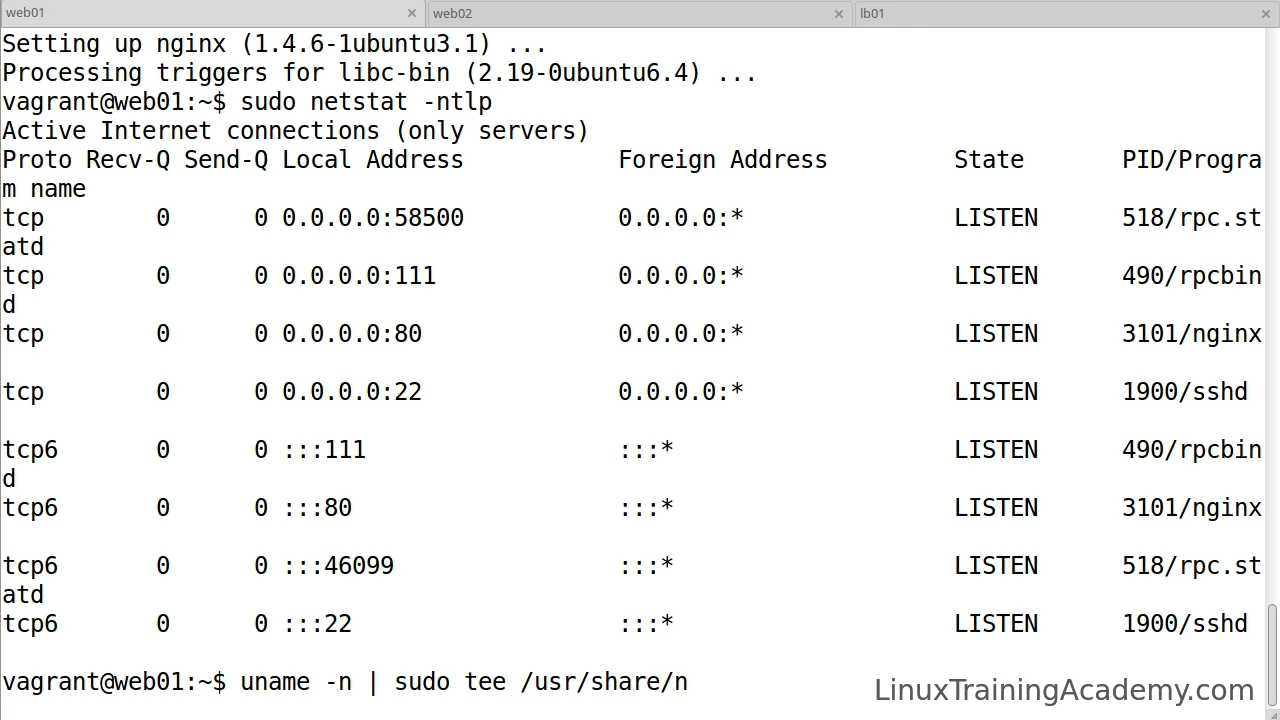 web01 × web02 × lb01 ×
Setting up nginx (1.4.6-1ubuntu3.1) ...
Processing triggers for libc-bin (2.19-0ubuntu6.4) ...
vagrant@web01:~$ sudo netstat -ntlp
Active Internet connections (only servers)
Proto Recv-Q Send-Q Local Address           Foreign Address         State       PID/Progra
m name
tcp        0      0 0.0.0.0:58500           0.0.0.0:*               LISTEN      518/rpc.st
atd
tcp        0      0 0.0.0.0:111             0.0.0.0:*               LISTEN      490/rpcbin
d
tcp        0      0 0.0.0.0:80              0.0.0.0:*               LISTEN      3101/nginx
tcp        0      0 0.0.0.0:22              0.0.0.0:*               LISTEN      1900/sshd
tcp6       0      0 :::111                  :::*                    LISTEN      490/rpcbin
d
tcp6       0      0 :::80                   :::*                    LISTEN      3101/nginx
tcp6       0      0 :::46099                :::*                    LISTEN      518/rpc.st
atd
tcp6       0      0 :::22                   :::*                    LISTEN      1900/sshd
vagrant@web01:~$ uname -n | sudo tee /usr/share/n
LinuxTrainingAcademy.com